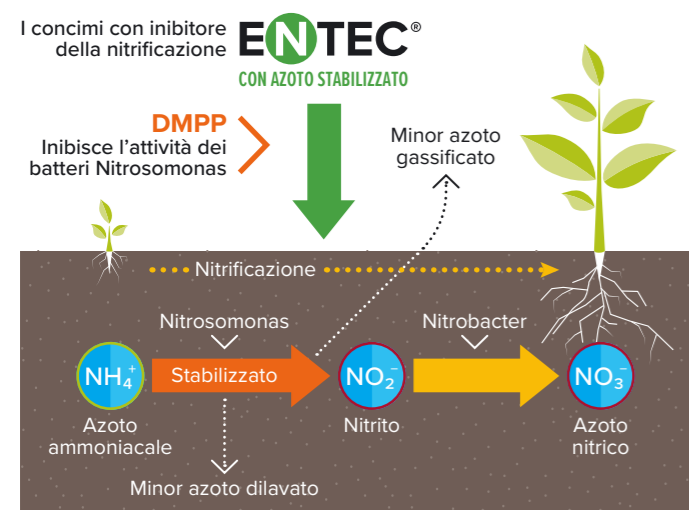 I concimi con inibitore
della nitrificazione
ENTEC®
CON AZOTO STABILIZZATO
DMPP
Inibisce l’attività dei
batteri Nitrosomonas
Minor azoto
gassificato
Nitrificazione
Nitrosomonas
Nitrobacter
NH₄⁺
Stabilizzato
NO₂⁻
NO₃⁻
Azoto
ammoniacale
Nitrito
Azoto
nitrico
Minor azoto dilavato